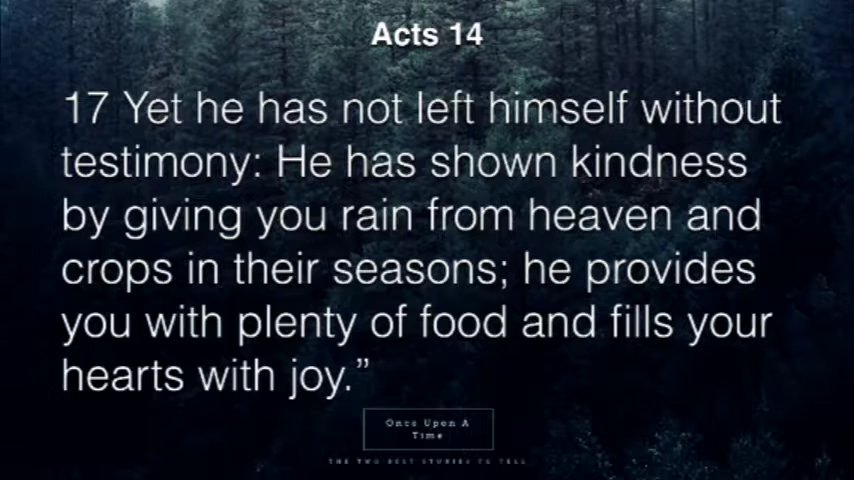 Acts 14
17 Yet he has not left himself without
testimony: He has shown kindness
by giving you rain from heaven and
crops in their seasons; he provides
you with plenty of food and fills your
hearts with joy.”
Once Upon A
Time
THE TWO BEST STORIES TO TELL